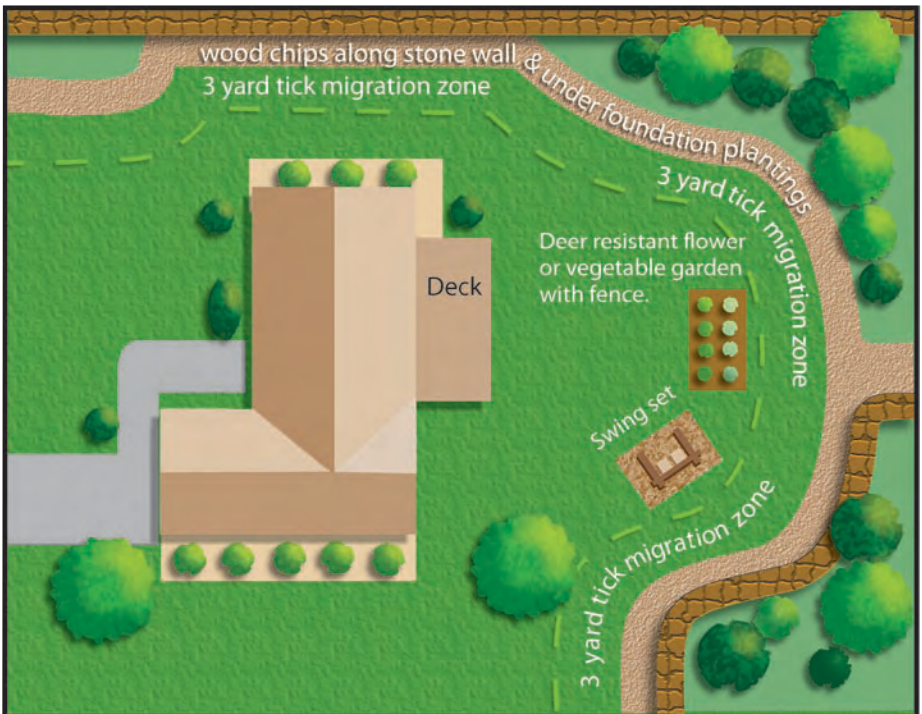 wood chips along stone wall & under foundation plantings
3 yard tick migration zone
3 yard tick migration zone
Deer resistant flower
or vegetable garden
with fence.
Deck
Swing set
3 yard tick migration zone